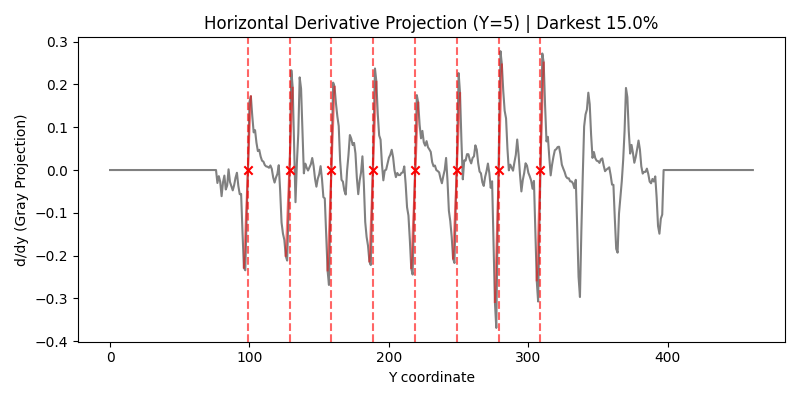 Horizontal Derivative Projection (Y=5) | Darkest 15.0%
d/dy (Gray Projection)
0.3
0.2
0.1
0.0
−0.1
−0.2
−0.3
−0.4
0 100 200 300 400
Y coordinate